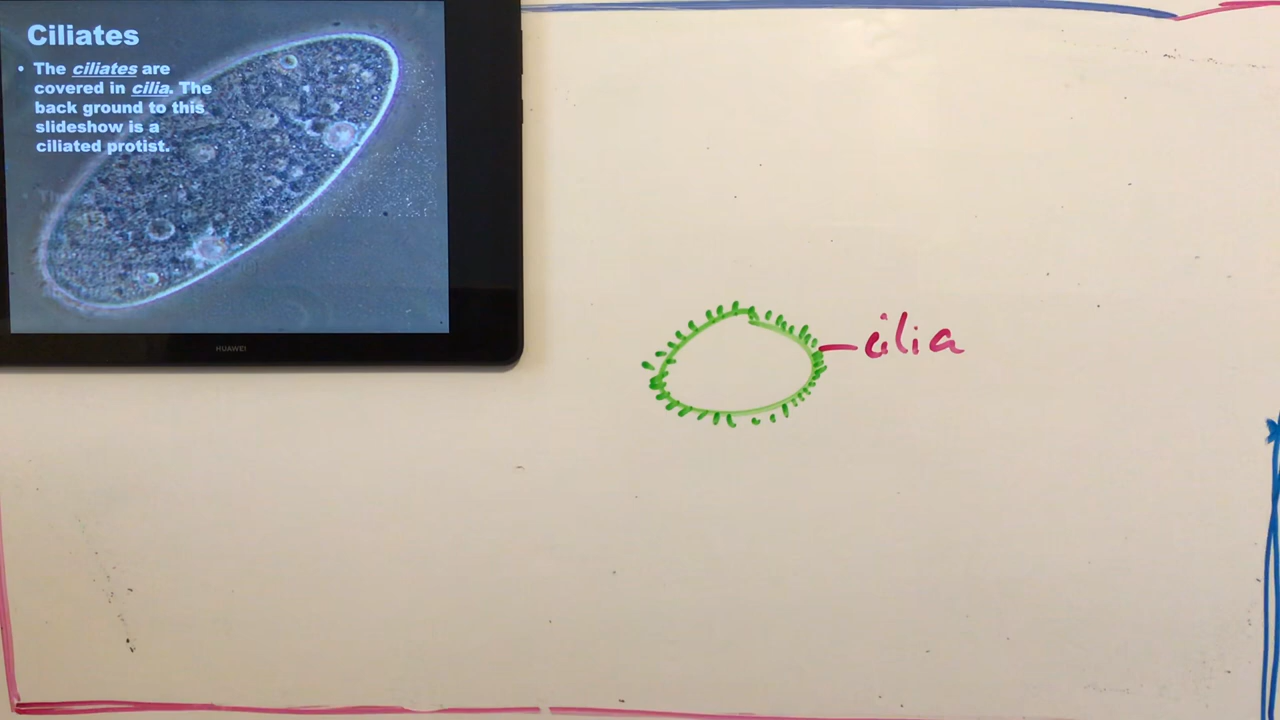 Ciliates
• The ciliates are
covered in cilia. The
back ground to this
slideshow is a
ciliated protist.
HUAWEI
cilia